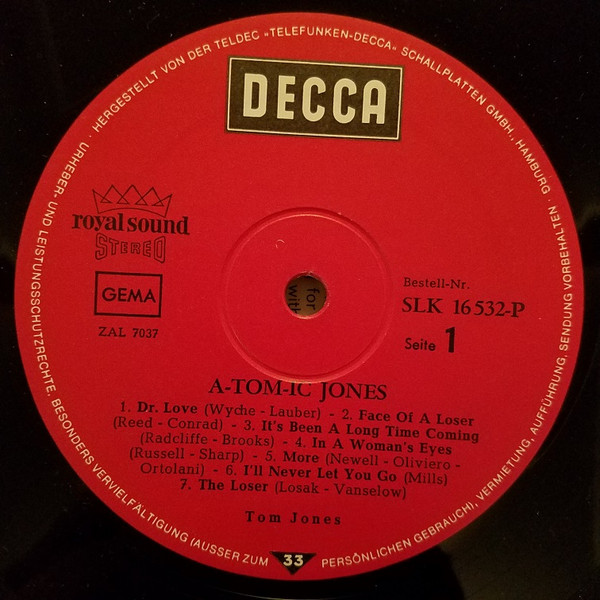 HERGESTELLT VON DER TELDEC »TELEFUNKEN-DECCA« SCHALLPLATTEN GMBH., HAMBURG · URHEBER- UND LEISTUNGSSCHUTZRECHTE, BESONDERS VERVIELFÄLTIGUNG (AUSSER ZUM PERSÖNLICHEN GEBRAUCH), VERMIETUNG, AUFFÜHRUNG, SENDUNG VORBEHALTEN ·
DECCA
royal sound
STEREO
GEMA
ZAL 7037
for
with
Bestell-Nr.
SLK 16 532-P
Seite 1
A-TOM-IC JONES
1. Dr. Love (Wyche - Lauber) - 2. Face Of A Loser
(Reed - Conrad) - 3. It's Been A Long Time Coming
(Radcliffe - Brooks) - 4. In A Woman's Eyes
(Russell - Sharp) - 5. More (Newell - Oliviero -
Ortolani) - 6. I'll Never Let You Go (Mills)
7. The Loser (Losak - Vanselow)
Tom Jones
33